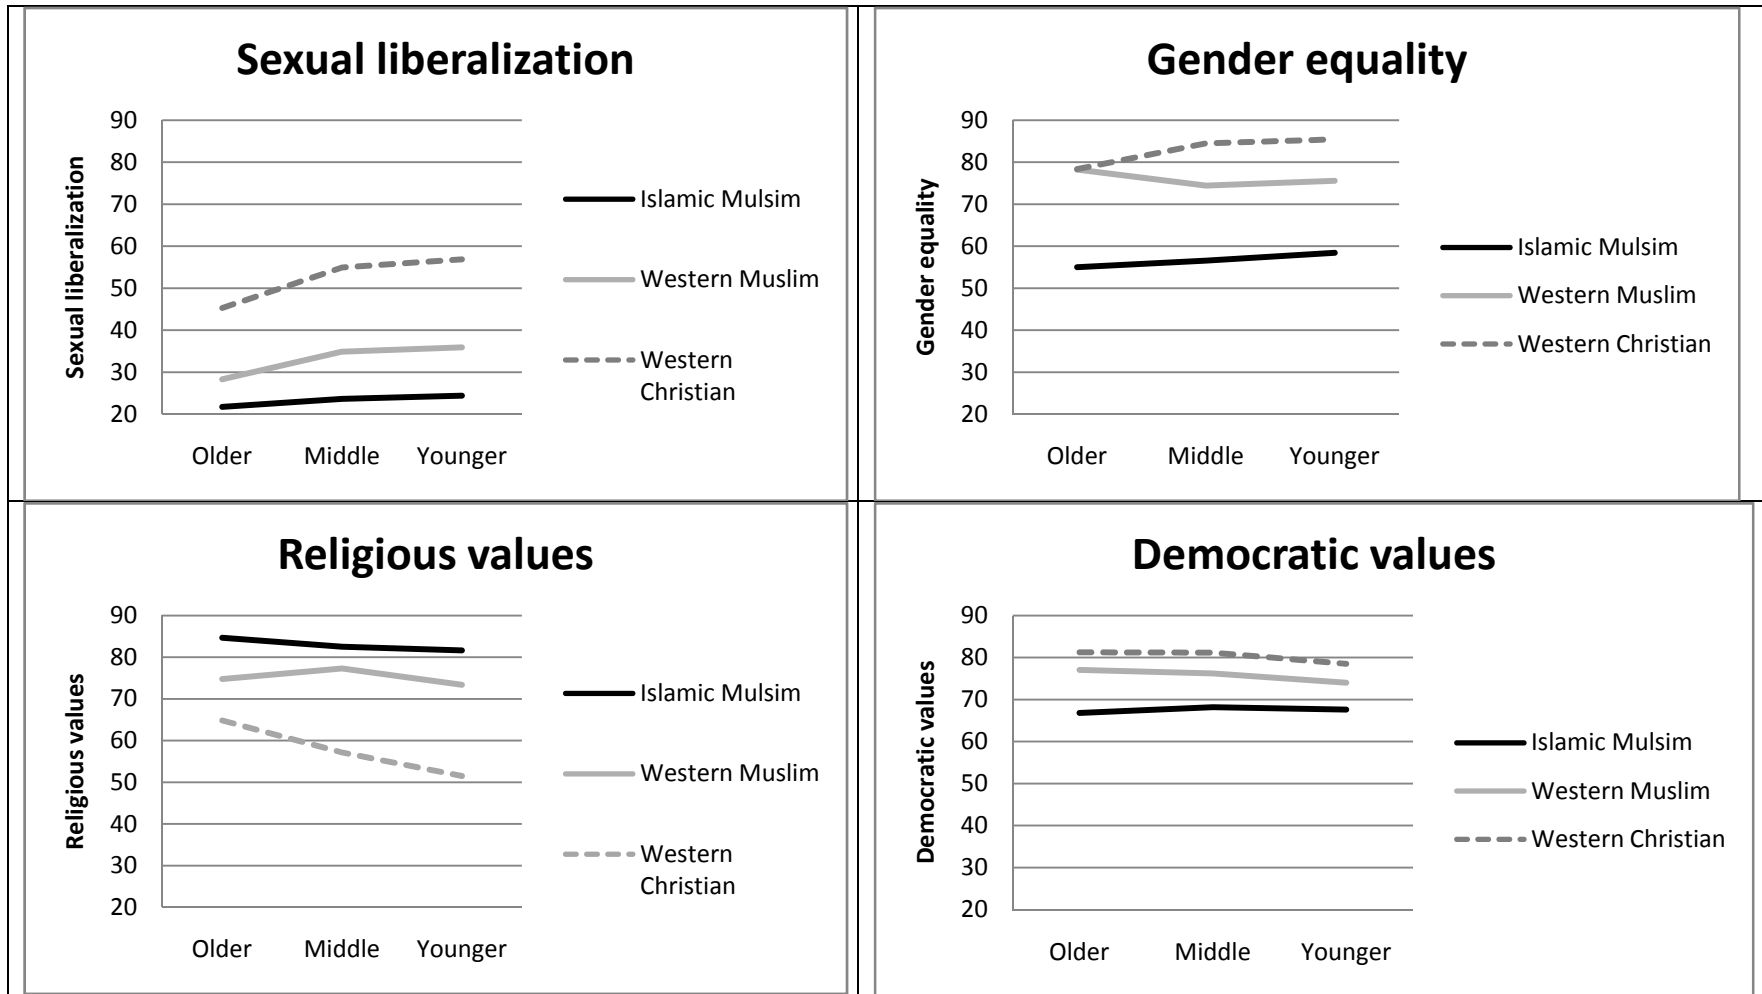 Sexual liberalization
Sexual liberalization
90
80
70
60
50
40
30
20
Older Middle Younger
Islamic Mulsim
Western Muslim
Western
Christian
Gender equality
Gender equality
90
80
70
60
50
40
30
20
Older Middle Younger
Islamic Mulsim
Western Muslim
Western Christian
Religious values
Religious values
90
80
70
60
50
40
30
20
Older Middle Younger
Islamic Mulsim
Western Muslim
Western
Christian
Democratic values
Democratic values
90
80
70
60
50
40
30
20
Older Middle Younger
Islamic Mulsim
Western Muslim
Western Christian